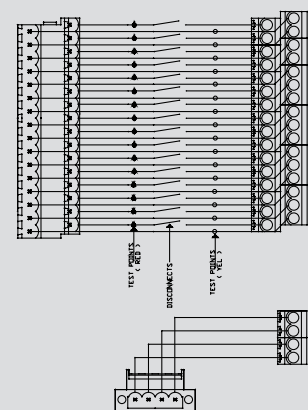 TEST POINTS
( RED )
DISCONNECTS
TEST POINTS
( YEL )